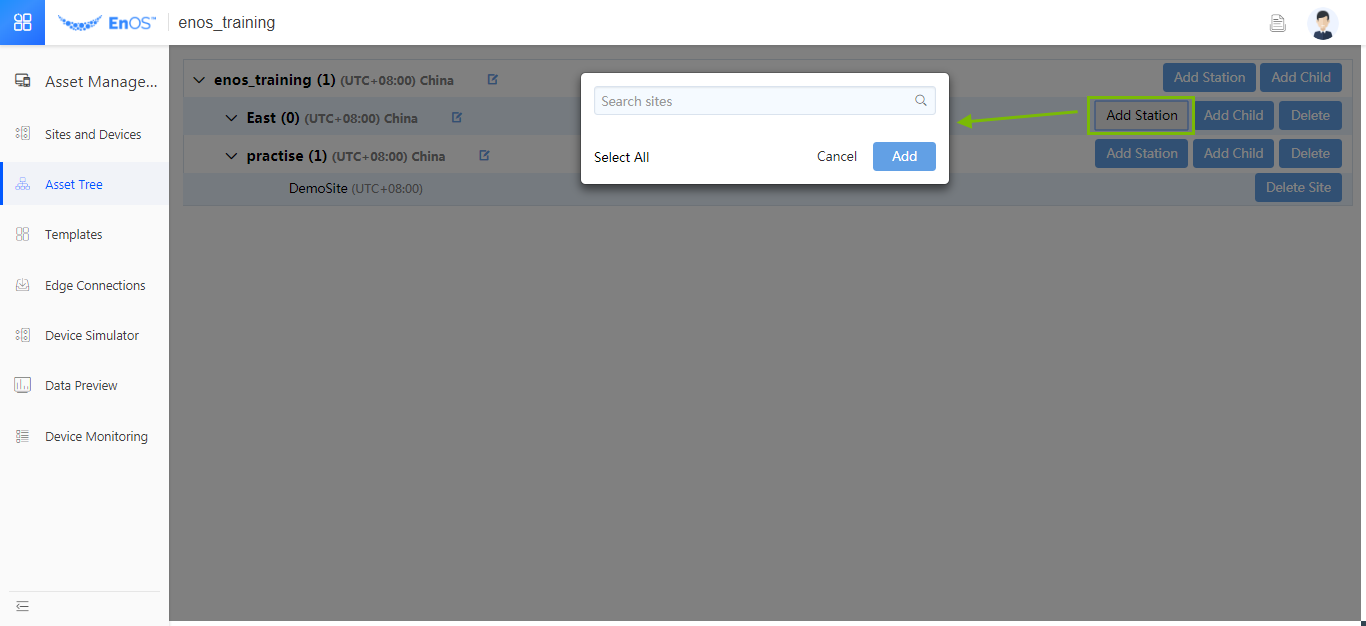 EnOS™ enos_training
Asset Manage...
Sites and Devices
Asset Tree
Templates
Edge Connections
Device Simulator
Data Preview
Device Monitoring
enos_training (1) (UTC+08:00) China Add Station Add Child
East (0) (UTC+08:00) China Add Station Add Child Delete
practise (1) (UTC+08:00) China Add Station Add Child Delete
DemoSite (UTC+08:00) Delete Site
Search sites
Select All Cancel Add